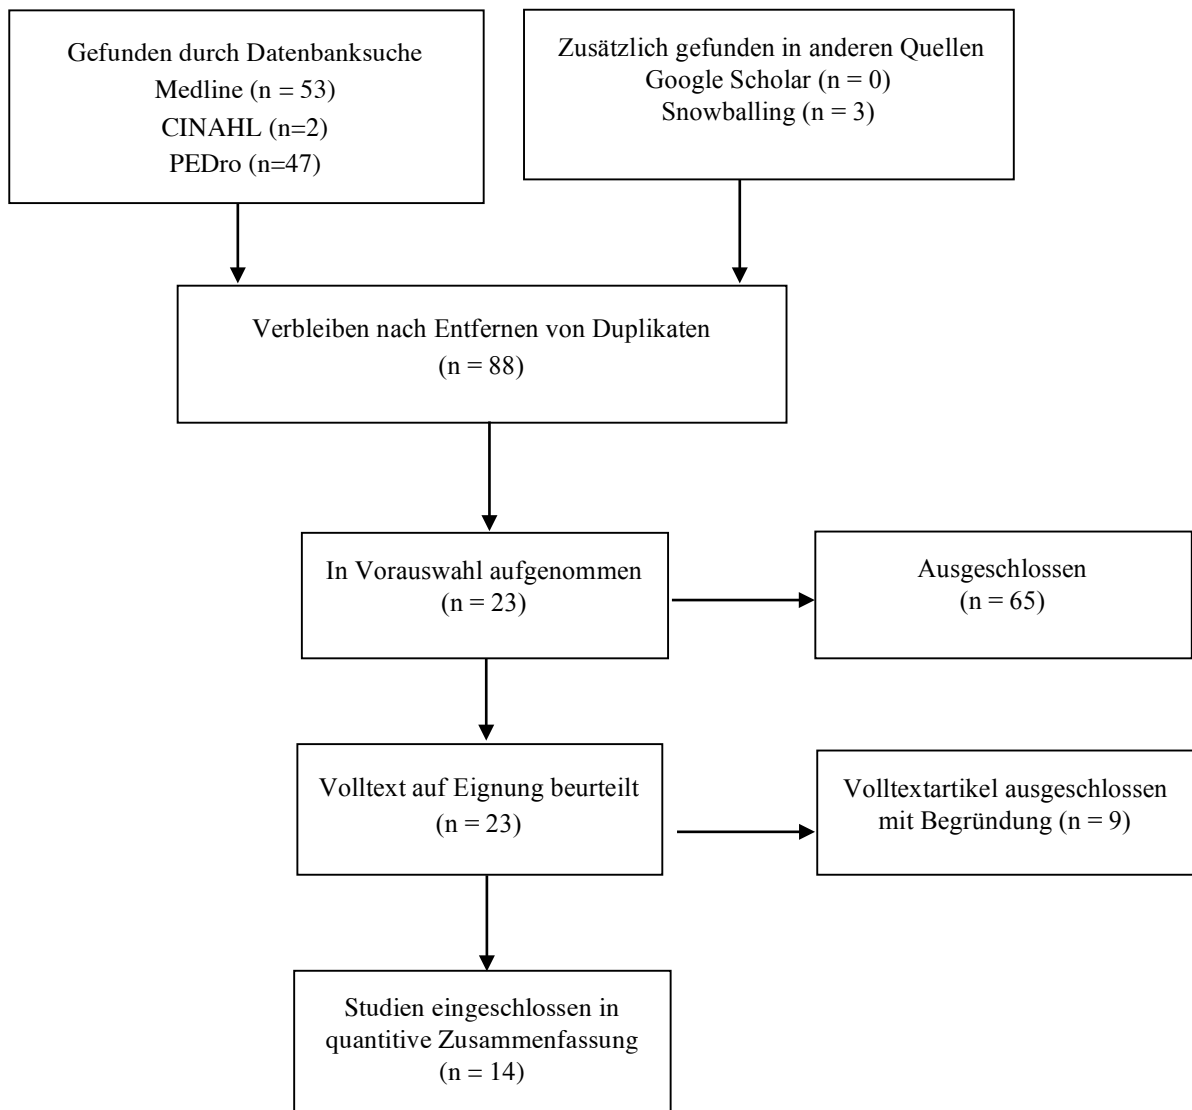 Gefunden durch Datenbanksuche
Medline (n = 53)
CINAHL (n=2)
PEDro (n=47)
Zusätzlich gefunden in anderen Quellen
Google Scholar (n = 0)
Snowballing (n = 3)
Verbleiben nach Entfernen von Duplikaten
(n = 88)
In Vorauswahl aufgenommen
(n = 23)
Ausgeschlossen
(n = 65)
Volltext auf Eignung beurteilt
(n = 23)
Volltextartikel ausgeschlossen
mit Begründung (n = 9)
Studien eingeschlossen in
quantitive Zusammenfassung
(n = 14)